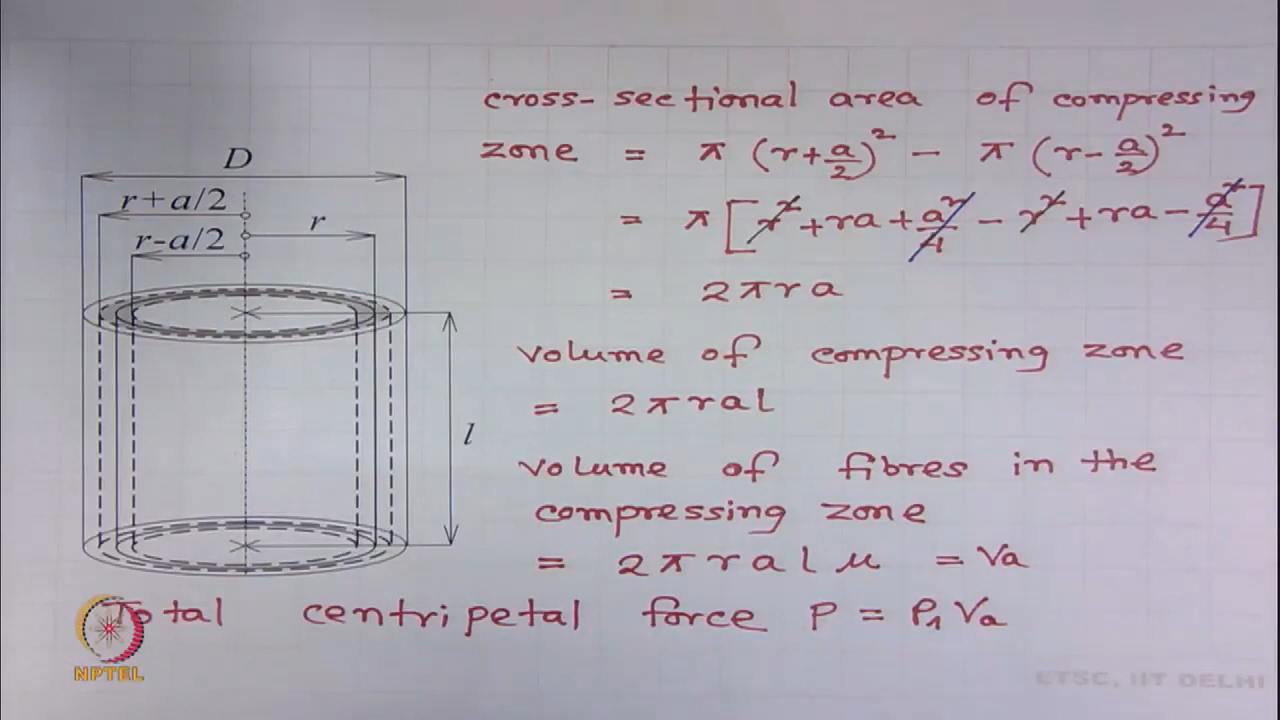 cross-sectional area of compressing
zone = π (r+a/2)² − π (r−a/2)²
= π [r² + ra + a²/4 − r² + ra − a²/4]
= 2πra
volume of compressing zone
= 2πral
volume of fibres in the
compressing zone
= 2πralμ = Va
Total centripetal force P = P₁Va
D
r+a/2
r
r-a/2
l
NPTEL
ETSC, IIT DELHI